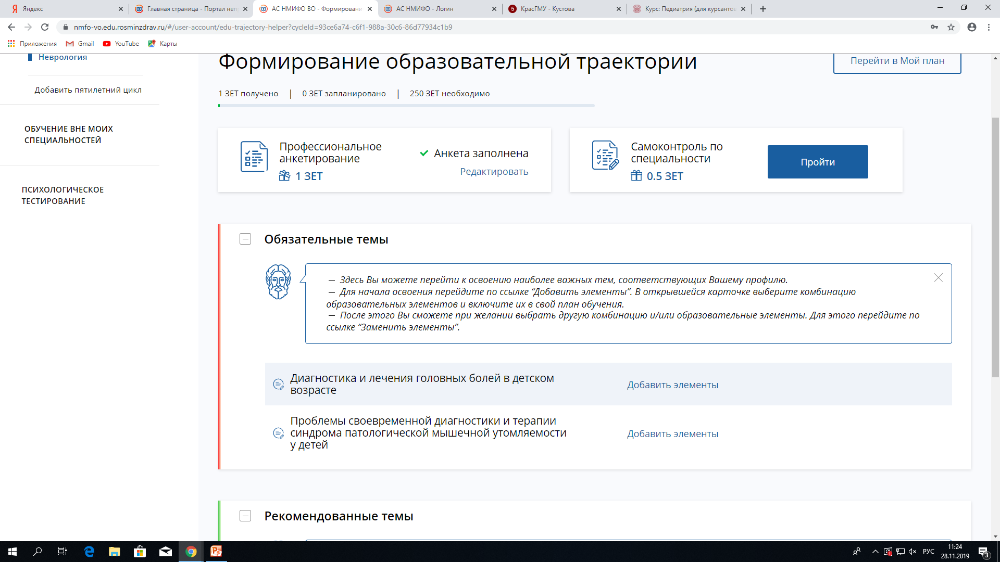 Яндекс
Главная страница - Портал непр
АС НМИФО ВО - Формировани
АС НМИФО - Логин
КрасГМУ - Кустова
Курс: Педиатрия (для курсантов
nmfo-vo.edu.rosminzdrav.ru/#/user-account/edu-trajectory-helper?cycleId=93ce6a74-c6f1-988a-30c6-86d77934c1b9
Приложения
Gmail
YouTube
Карты
Неврология
Добавить пятилетний цикл
ОБУЧЕНИЕ ВНЕ МОИХ
СПЕЦИАЛЬНОСТЕЙ
ПСИХОЛОГИЧЕСКОЕ
ТЕСТИРОВАНИЕ
Формирование образовательной траектории
Перейти в Мой план
1 ЗЕТ получено | 0 ЗЕТ запланировано | 250 ЗЕТ необходимо
Профессиональное
анкетирование
1 ЗЕТ
Анкета заполнена
Редактировать
Самоконтроль по
специальности
0.5 ЗЕТ
Пройти
Обязательные темы
— Здесь Вы можете перейти к освоению наиболее важных тем, соответствующих Вашему профилю.
— Для начала освоения перейдите по ссылке “Добавить элементы”. В открывшейся карточке выберите комбинацию
образовательных элементов и включите их в свой план обучения.
— После этого Вы сможете при желании выбрать другую комбинацию и/или образовательные элементы. Для этого перейдите по
ссылке “Заменить элементы”.
Диагностика и лечения головных болей в детском
возрасте
Добавить элементы
Проблемы своевременной диагностики и терапии
синдрома патологической мышечной утомляемости
у детей
Добавить элементы
Рекомендованные темы
РУС
11:24
28.11.2019
3